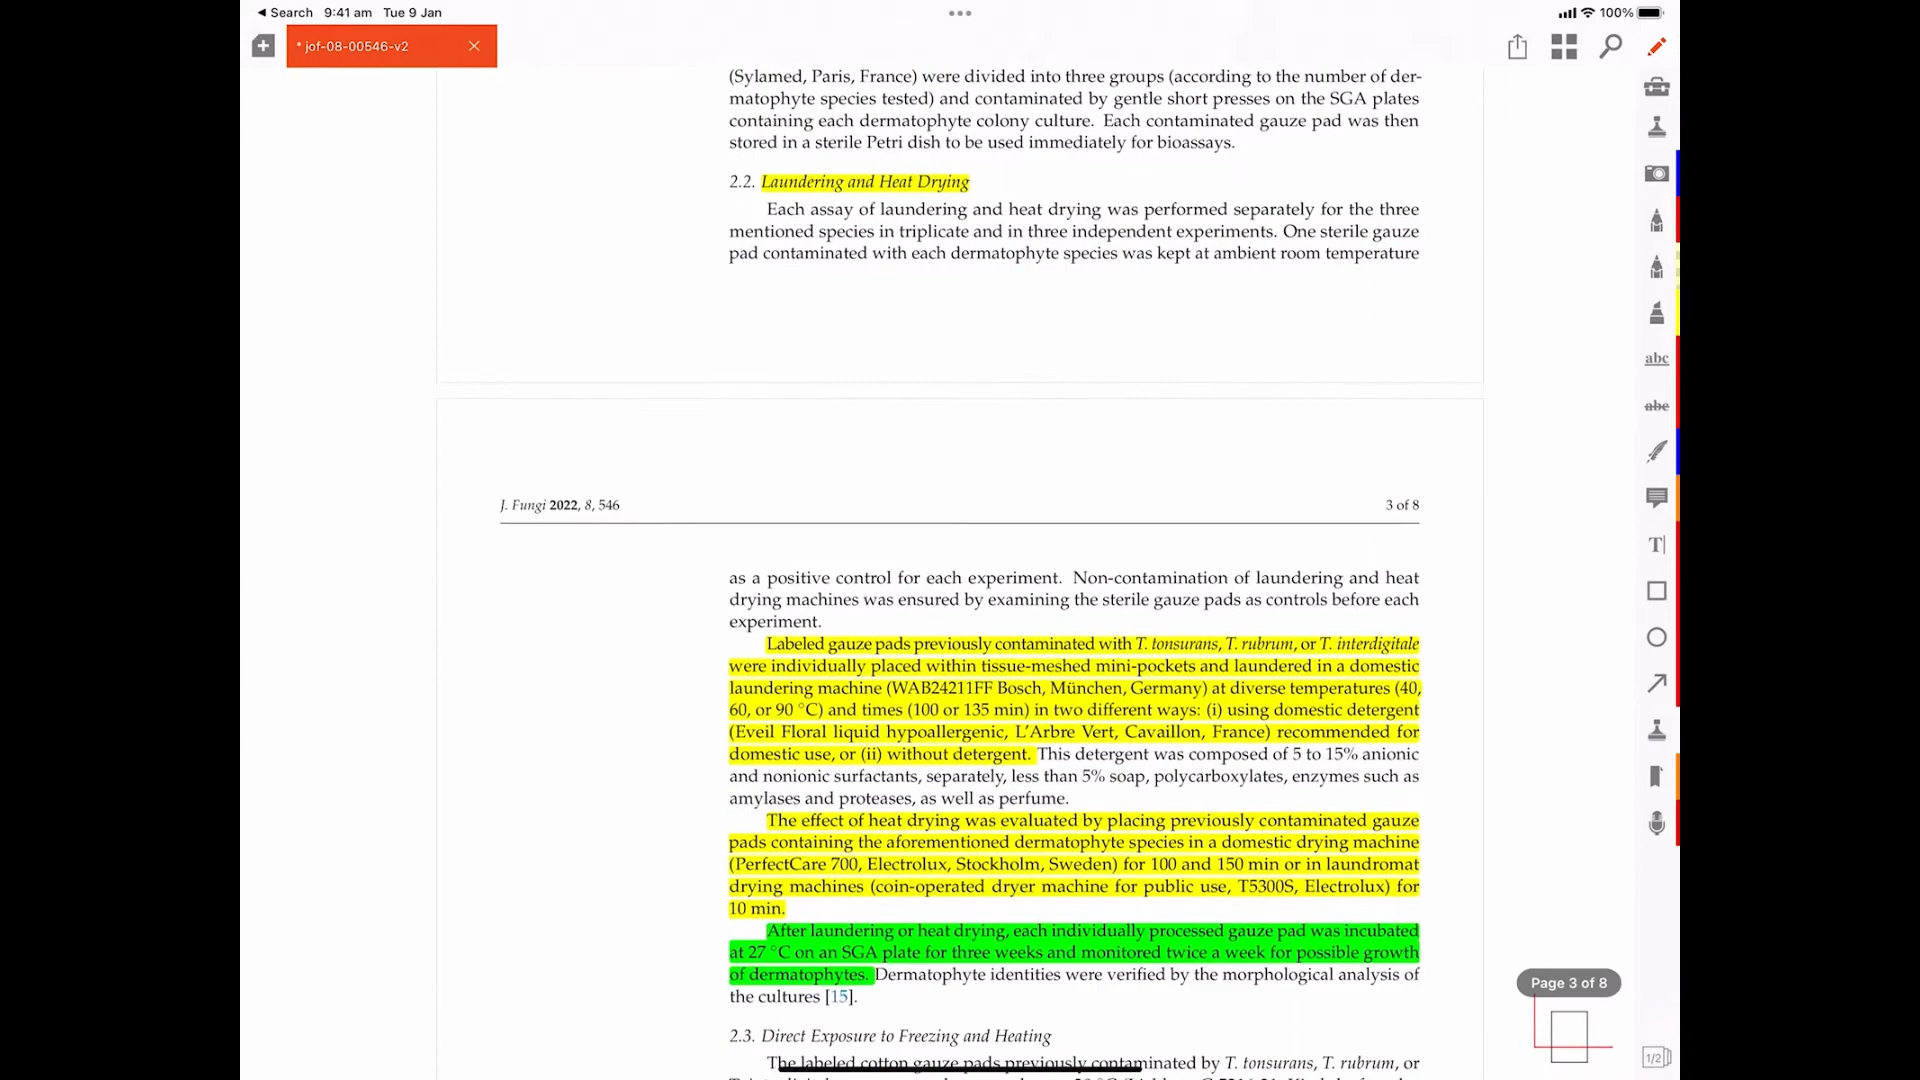 Search 9:41 am Tue 9 Jan
100%
* jof-08-00546-v2
(Sylamed, Paris, France) were divided into three groups (according to the number of der-
matophyte species tested) and contaminated by gentle short presses on the SGA plates
containing each dermatophyte colony culture. Each contaminated gauze pad was then
stored in a sterile Petri dish to be used immediately for bioassays.
2.2. Laundering and Heat Drying
Each assay of laundering and heat drying was performed separately for the three
mentioned species in triplicate and in three independent experiments. One sterile gauze
pad contaminated with each dermatophyte species was kept at ambient room temperature
J. Fungi 2022, 8, 546
3 of 8
as a positive control for each experiment. Non-contamination of laundering and heat
drying machines was ensured by examining the sterile gauze pads as controls before each
experiment.
Labeled gauze pads previously contaminated with T. tonsurans, T. rubrum, or T. interdigitale
were individually placed within tissue-meshed mini-pockets and laundered in a domestic
laundering machine (WAB24211FF Bosch, München, Germany) at diverse temperatures (40,
60, or 90 °C) and times (100 or 135 min) in two different ways: (i) using domestic detergent
(Eveil Floral liquid hypoallergenic, L'Arbre Vert, Cavaillon, France) recommended for
domestic use, or (ii) without detergent. This detergent was composed of 5 to 15% anionic
and nonionic surfactants, separately, less than 5% soap, polycarboxylates, enzymes such as
amylases and proteases, as well as perfume.
The effect of heat drying was evaluated by placing previously contaminated gauze
pads containing the aforementioned dermatophyte species in a domestic drying machine
(PerfectCare 700, Electrolux, Stockholm, Sweden) for 100 and 150 min or in laundromat
drying machines (coin-operated dryer machine for public use, T5300S, Electrolux) for
10 min.
After laundering or heat drying, each individually processed gauze pad was incubated
at 27 °C on an SGA plate for three weeks and monitored twice a week for possible growth
of dermatophytes. Dermatophyte identities were verified by the morphological analysis of
the cultures [15].
2.3. Direct Exposure to Freezing and Heating
The labeled cotton gauze pads previously contaminated by T. tonsurans, T. rubrum, or
abc
abc
T
Page 3 of 8
1/2